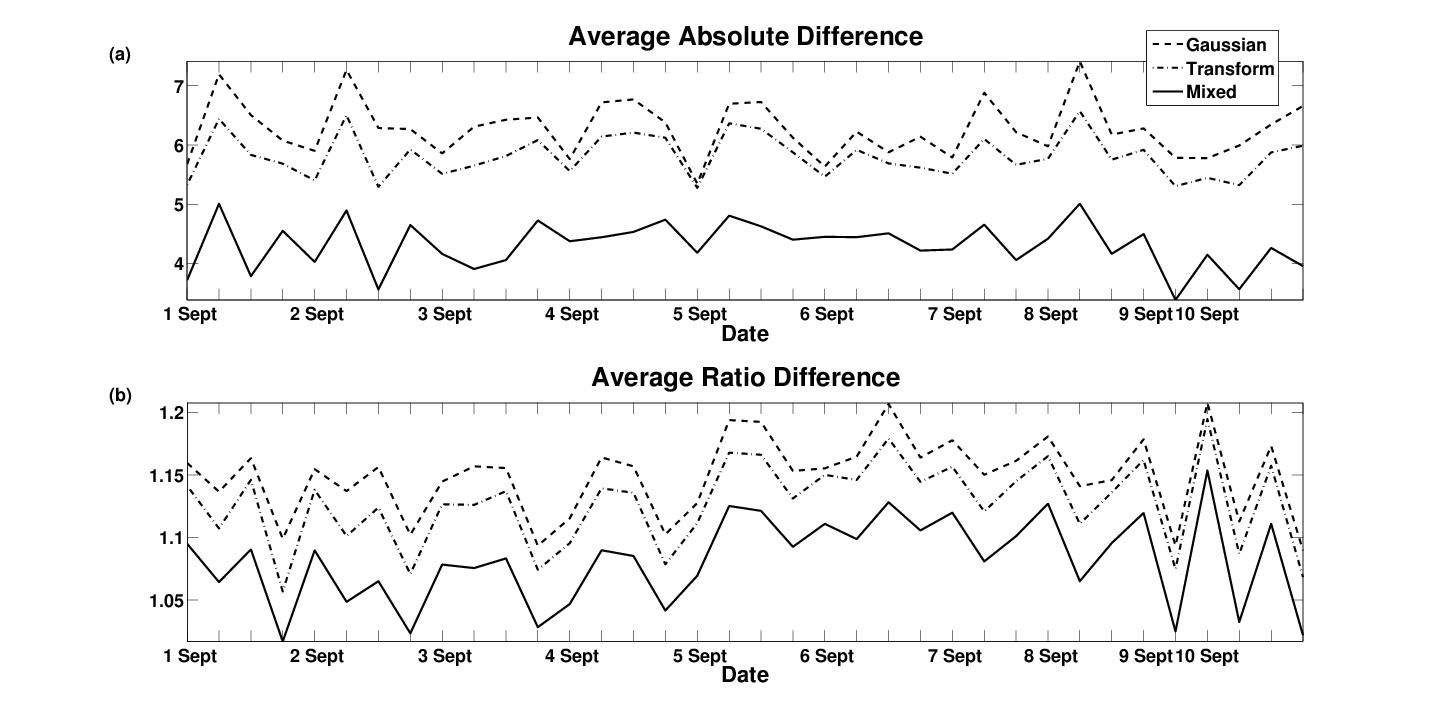 Average Absolute Difference
(a)
Gaussian
Transform
Mixed
7
6
5
4
1 Sept 2 Sept 3 Sept 4 Sept 5 Sept 6 Sept 7 Sept 8 Sept 9 Sept 10 Sept
Date
Average Ratio Difference
(b)
1.2
1.15
1.1
1.05
1 Sept 2 Sept 3 Sept 4 Sept 5 Sept 6 Sept 7 Sept 8 Sept 9 Sept 10 Sept
Date